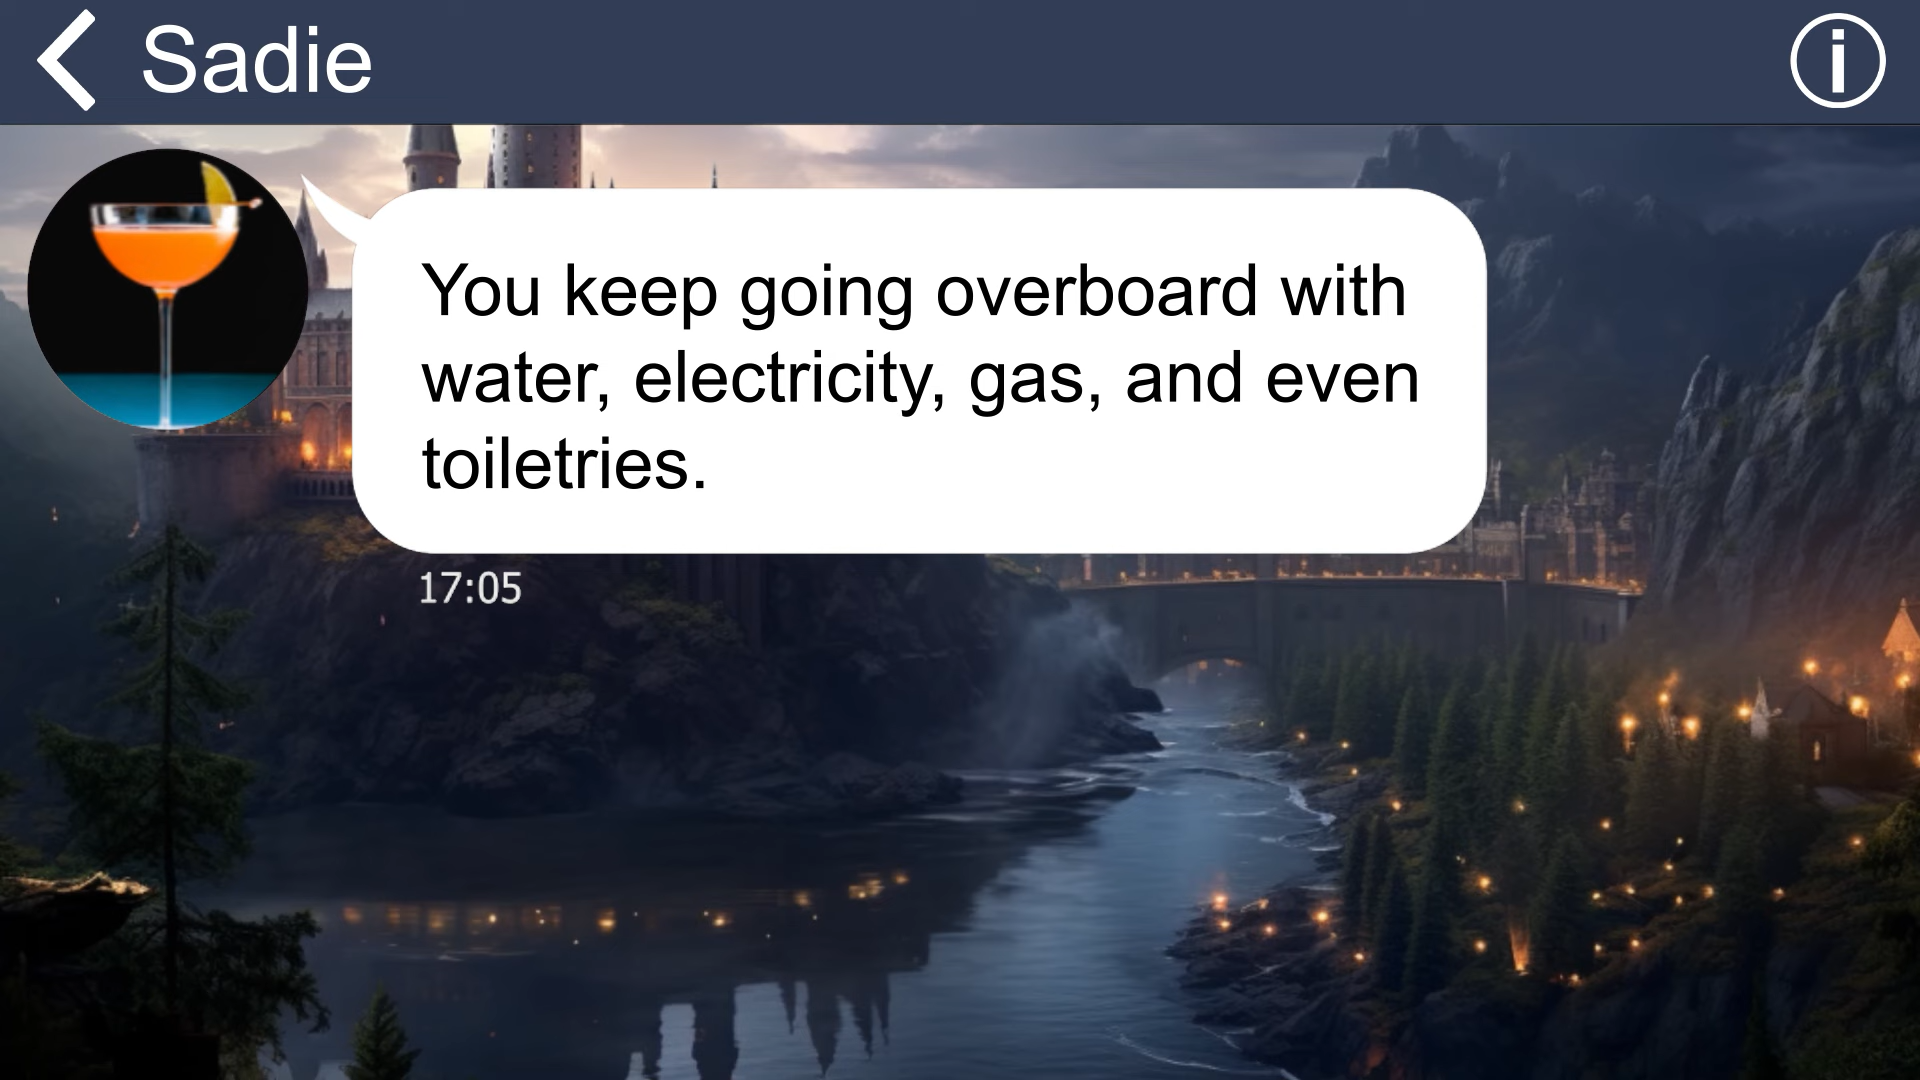 Sadie
You keep going overboard with
water, electricity, gas, and even
toiletries.
17:05